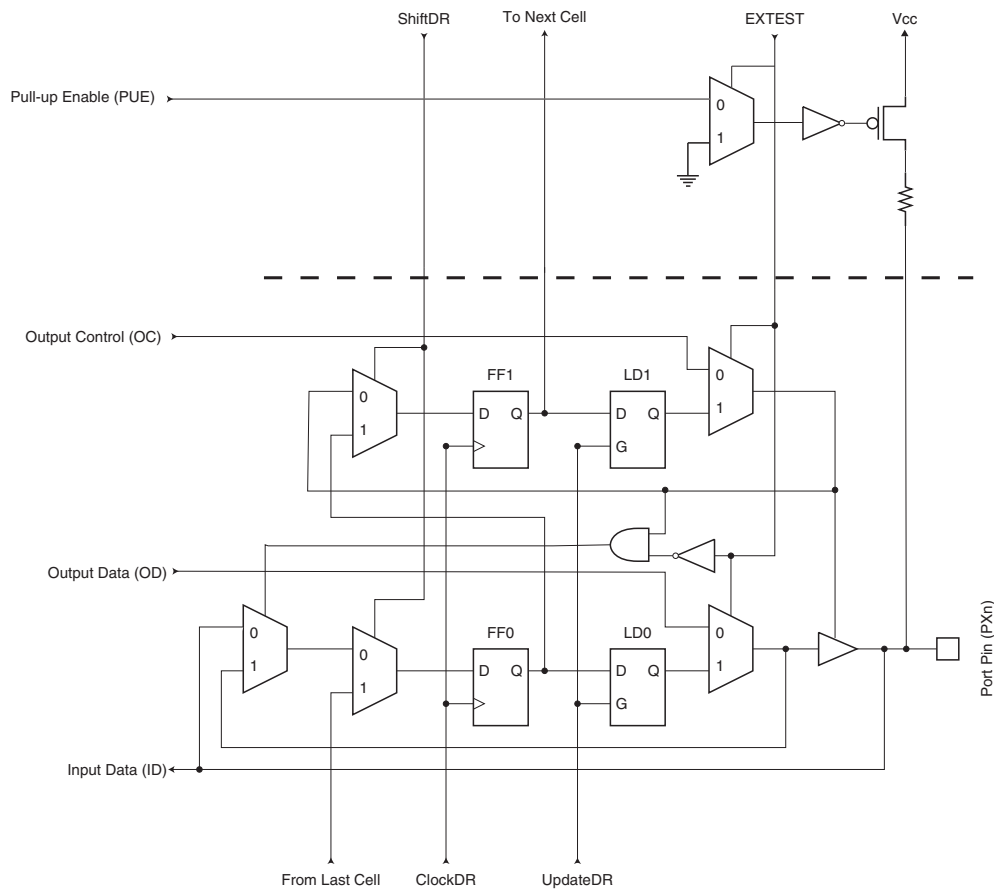 ShiftDR
To Next Cell
EXTEST
Vcc
Pull-up Enable (PUE)
0
1
Output Control (OC)
FF1
LD1
0
1
0
1
D Q
D Q
G
Output Data (OD)
FF0
LD0
0
1
0
1
D Q
D Q
G
0
1
Port Pin (PXn)
Input Data (ID)
From Last Cell
ClockDR
UpdateDR